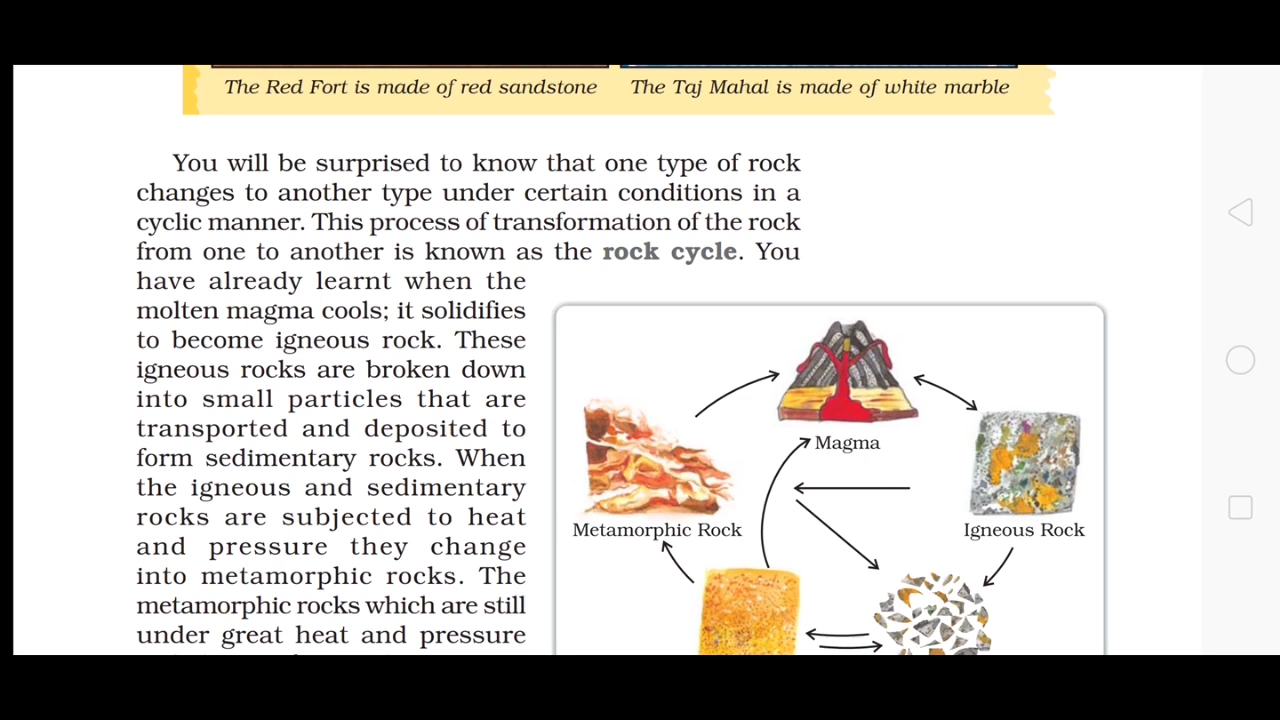 The Red Fort is made of red sandstone
The Taj Mahal is made of white marble
You will be surprised to know that one type of rock
changes to another type under certain conditions in a
cyclic manner. This process of transformation of the rock
from one to another is known as the rock cycle. You
have already learnt when the
molten magma cools; it solidifies
to become igneous rock. These
igneous rocks are broken down
into small particles that are
transported and deposited to
form sedimentary rocks. When
the igneous and sedimentary
rocks are subjected to heat
and pressure they change
into metamorphic rocks. The
metamorphic rocks which are still
under great heat and pressure
Magma
Metamorphic Rock
Igneous Rock